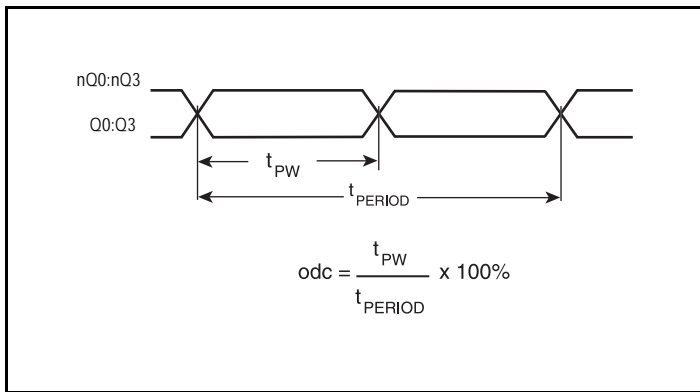 nQ0:nQ3
Q0:Q3
tPW
tPERIOD
odc = tPW / tPERIOD x 100%